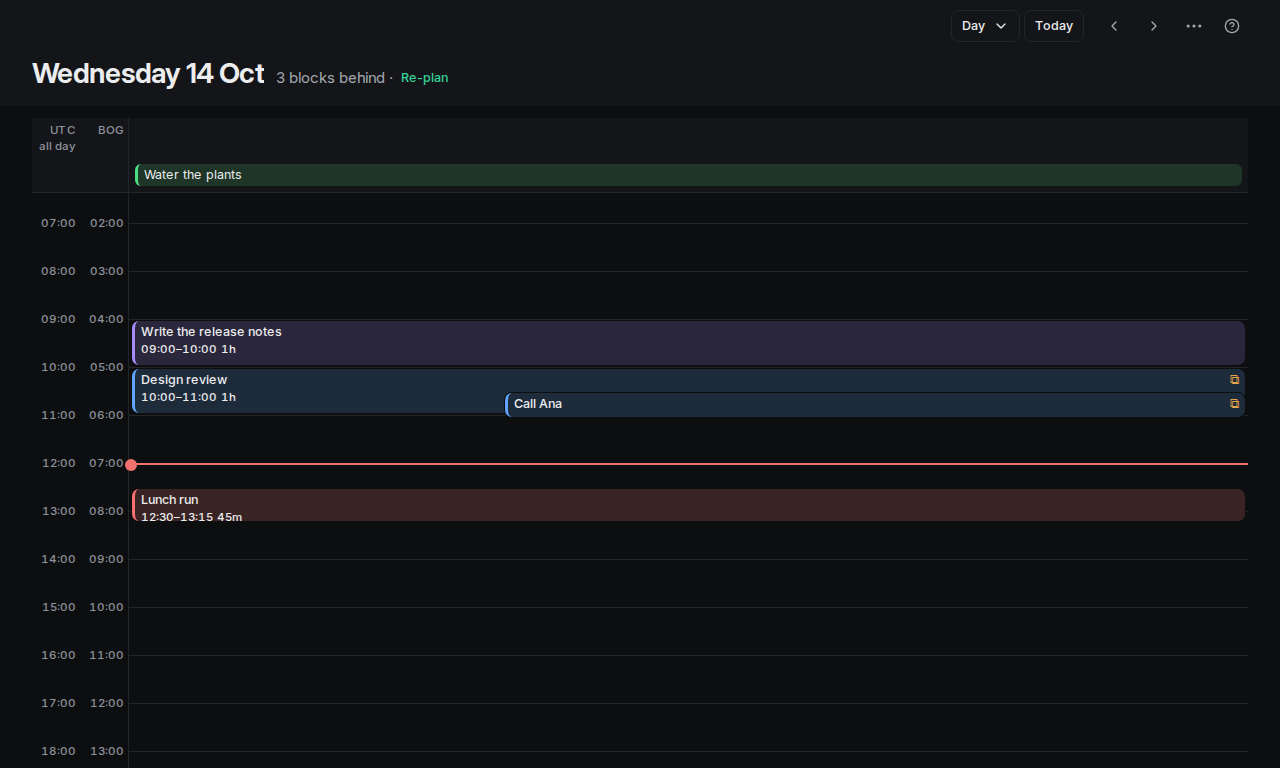 Day
Today
Wednesday 14 Oct
3 blocks behind · Re-plan
UTC BOG
all day
Water the plants
07:00 02:00
08:00 03:00
09:00 04:00
Write the release notes
09:00–10:00 1h
10:00 05:00
Design review
10:00–11:00 1h
Call Ana
11:00 06:00
12:00 07:00
Lunch run
12:30–13:15 45m
13:00 08:00
14:00 09:00
15:00 10:00
16:00 11:00
17:00 12:00
18:00 13:00